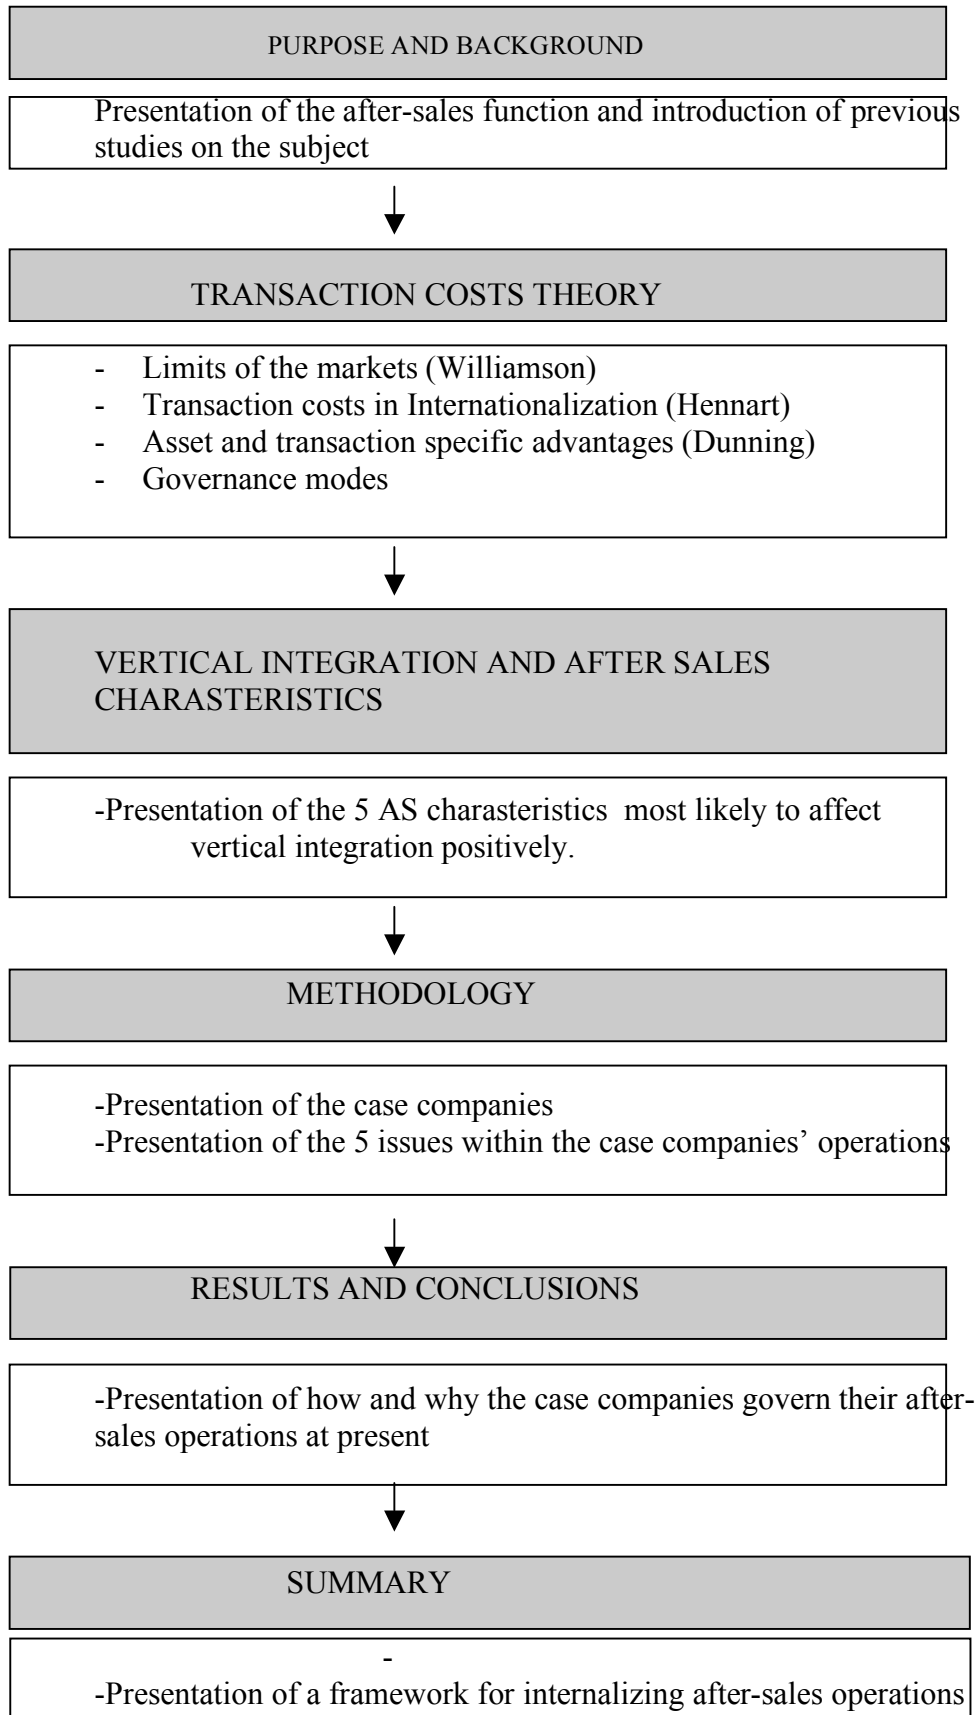 PURPOSE AND BACKGROUND
Presentation of the after-sales function and introduction of previous
studies on the subject
TRANSACTION COSTS THEORY
- Limits of the markets (Williamson)
- Transaction costs in Internationalization (Hennart)
- Asset and transaction specific advantages (Dunning)
- Governance modes
VERTICAL INTEGRATION AND AFTER SALES
CHARASTERISTICS
-Presentation of the 5 AS charasteristics most likely to affect
vertical integration positively.
METHODOLOGY
-Presentation of the case companies
-Presentation of the 5 issues within the case companies’ operations
RESULTS AND CONCLUSIONS
-Presentation of how and why the case companies govern their after-
sales operations at present
SUMMARY
-
-Presentation of a framework for internalizing after-sales operations